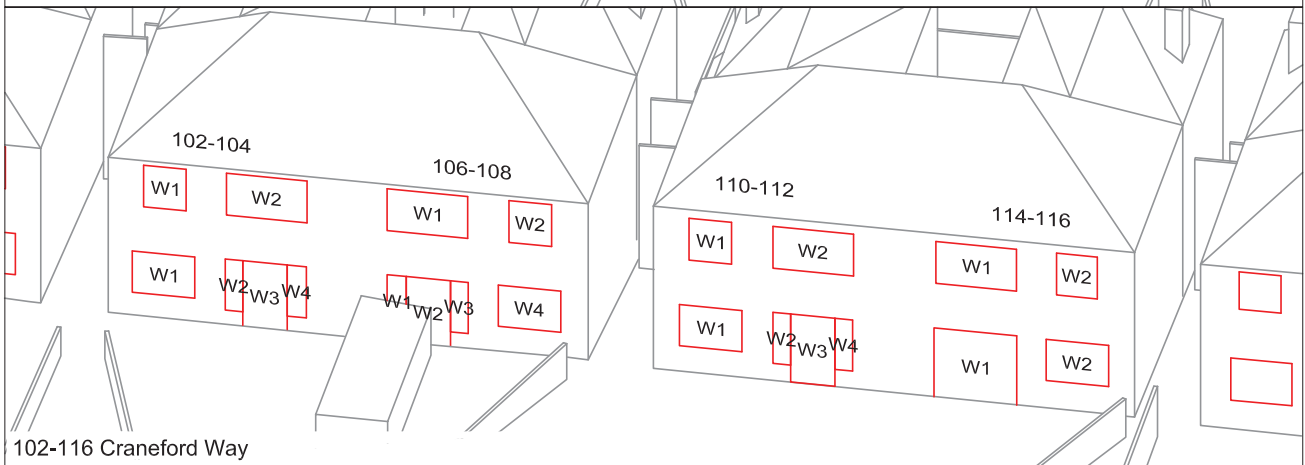 102-104
106-108
110-112
114-116
W1 W2 W1 W2
W1 W2 W1 W2
W1 W2 W3 W4 W1 W2 W3 W4
W1 W2 W3 W4 W1 W2
102-116 Craneford Way